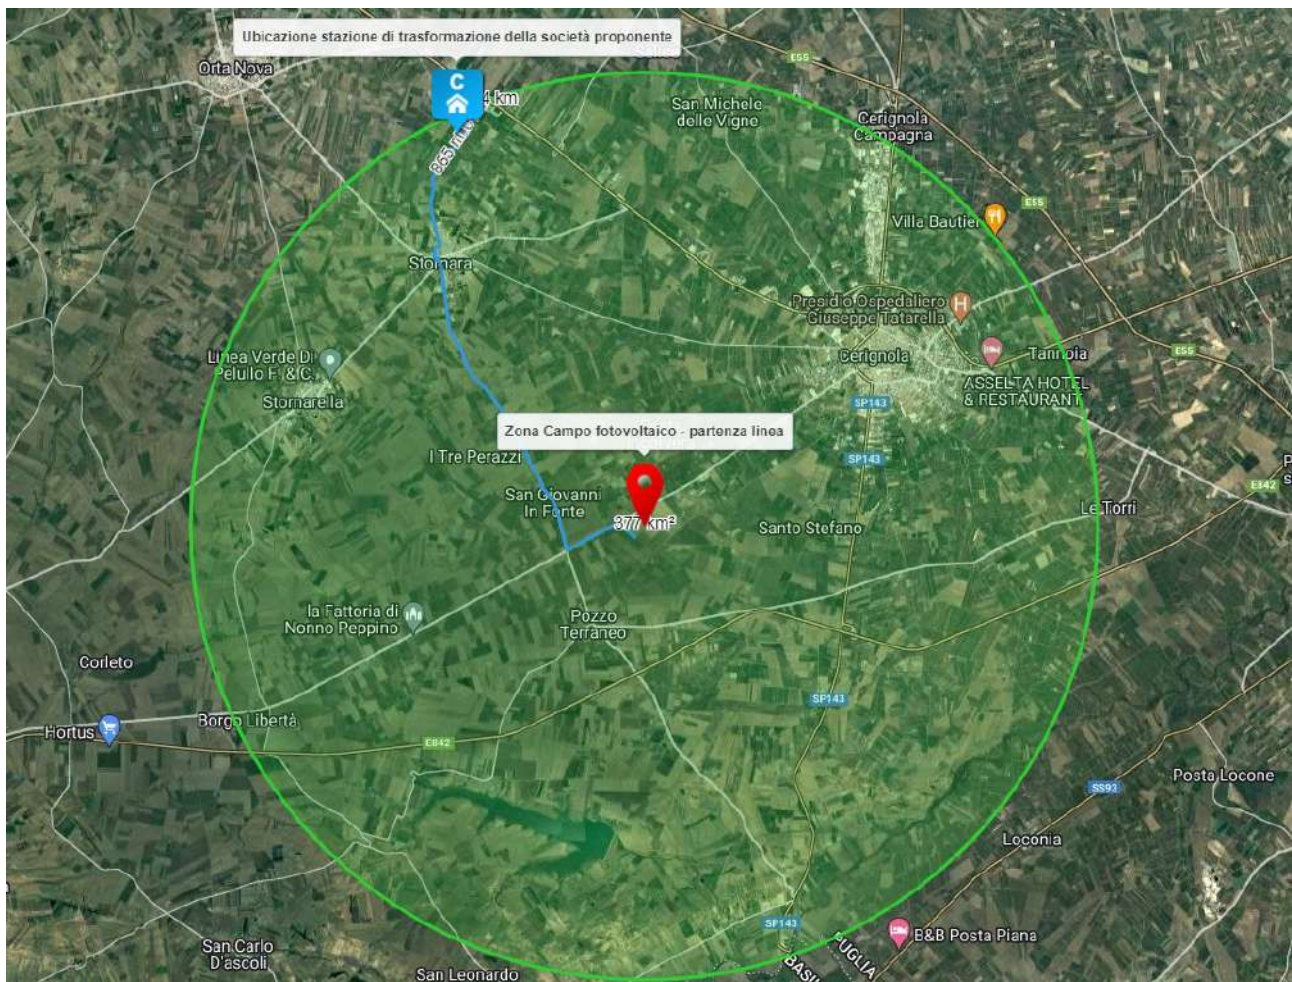 Ubicazione stazione di trasformazione della società proponente
Orta Nova
C
4 km
San Michele
delle Vigne
E55
Cerignola
Campagna
E55
Villa Bautier
Stornara
Presidio Ospedaliero
Giuseppe Tatarella
Linea Verde Di
Pelullo F. & C.
Cerignola
Tannoia
E55
Stornarella
ASSELTA HOTEL
& RESTAURANT
SP143
Zona Campo fotovoltaico - partenza linea
I Tre Perazzi
SP143
San Giovanni
In Fonte
E842
Le Torri
377 km²
Santo Stefano
la Fattoria di
Nonno Peppino
Pozzo
Terraneo
Corleto
SP143
Borgo Libertà
Hortus
E842
Posta Locone
SS93
Loconia
SP143
B&B Posta Piana
San Carlo
D'ascoli
PUGLIA
San Leonardo